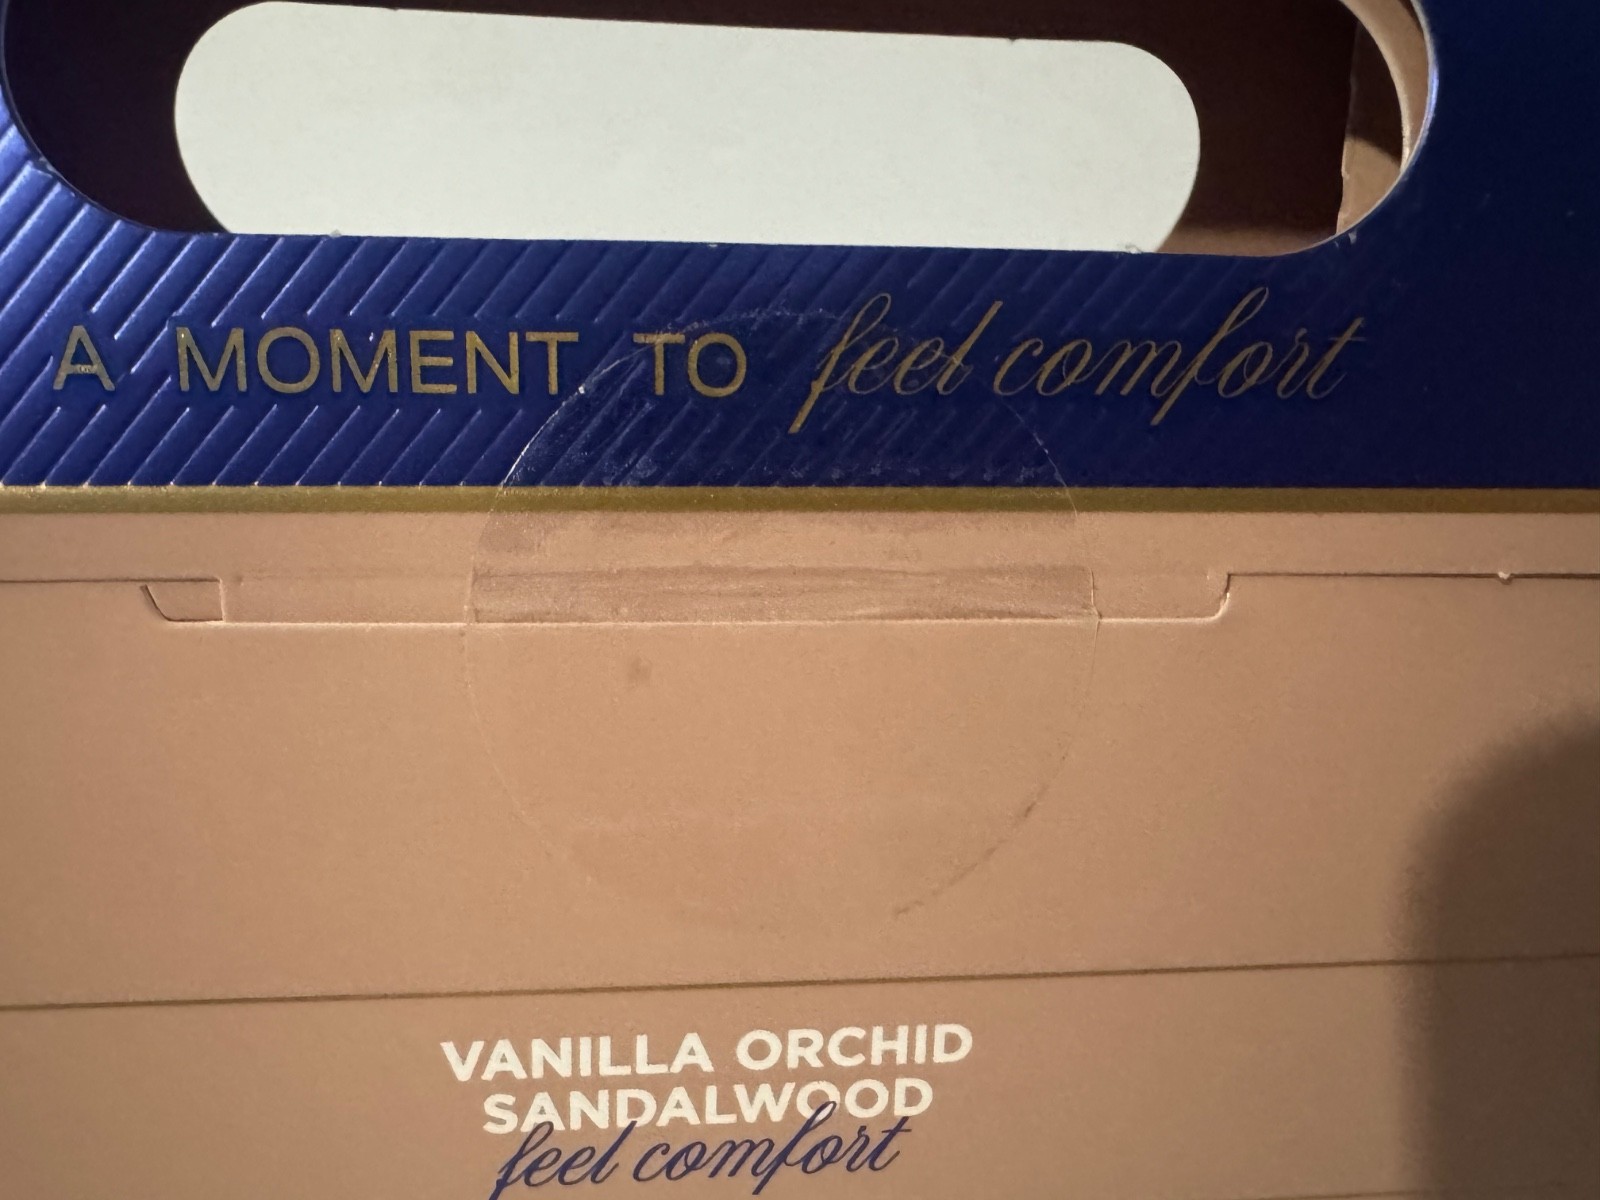 A MOMENT TO feel comfort
VANILLA ORCHID
SANDALWOOD
feel comfort